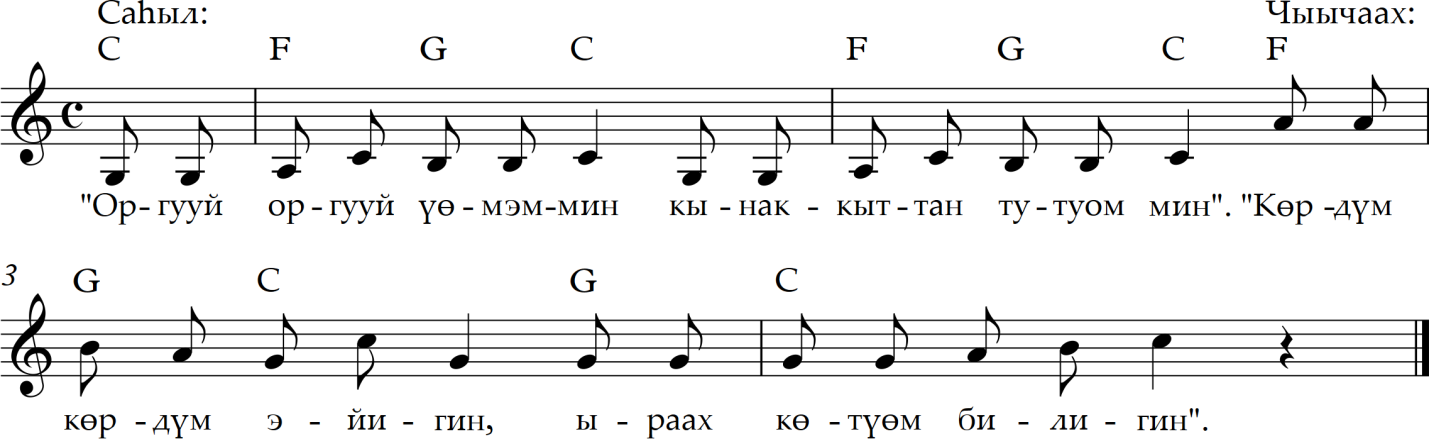 Саһыл: Чыычаах:
C F G C F G C F
"Ор-гууй ор-гууй үө-мэм-мин кы-нак-кыт-тан ту-туом мин". "Көр-дүм
3 G C G C
көр-дүм э-йи-гин, ы-раах кө-түөм би-ли-гин".